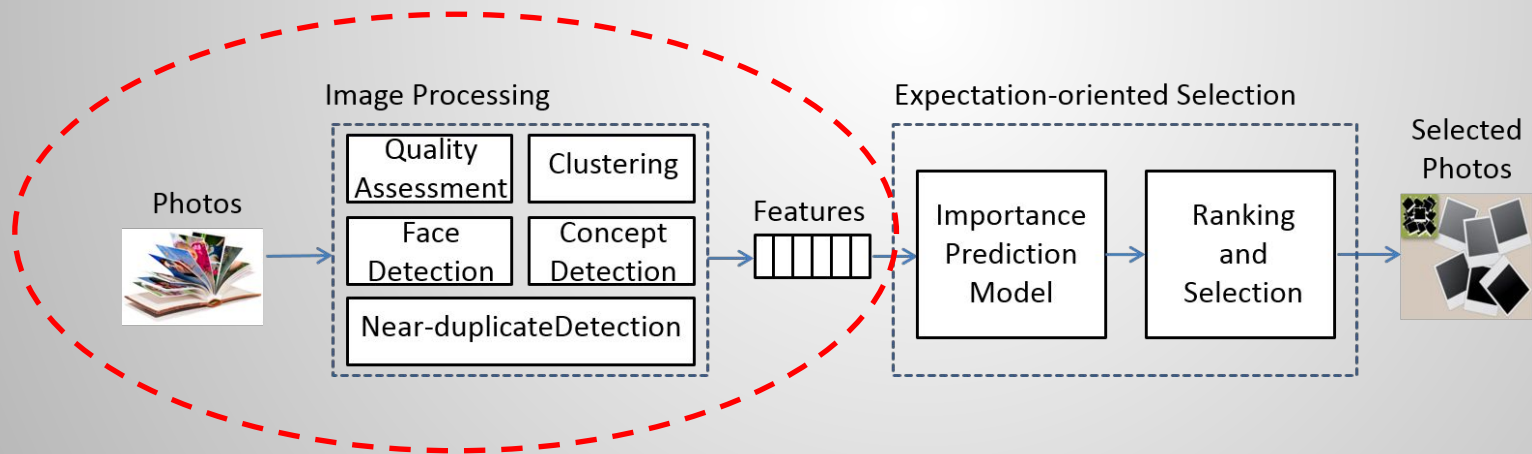 Image Processing
Expectation-oriented Selection
Selected
Photos
Photos
Quality
Assessment
Clustering
Face
Detection
Concept
Detection
Near-duplicateDetection
Features
Importance
Prediction
Model
Ranking
and
Selection